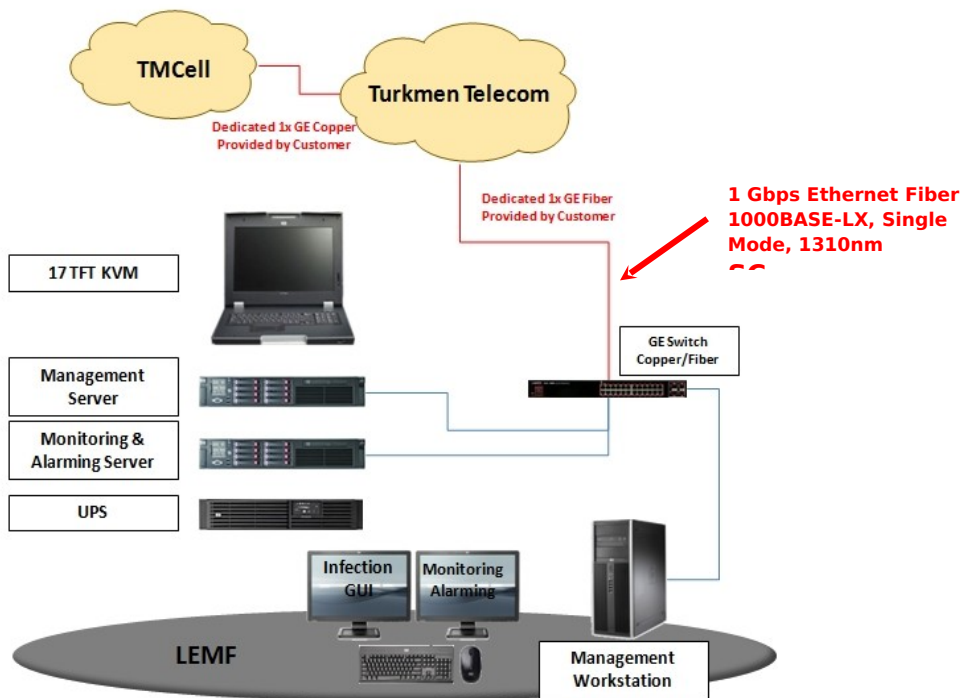 TMCell
Turkmen Telecom
Dedicated 1x GE Copper
Provided by Customer
Dedicated 1x GE Fiber
Provided by Customer
1 Gbps Ethernet Fiber
1000BASE-LX, Single
Mode, 1310nm
17 TFT KVM
GE Switch
Copper/Fiber
Management
Server
Monitoring &
Alarming Server
UPS
Infection
GUI
Monitoring
Alarming
LEMF
Management
Workstation